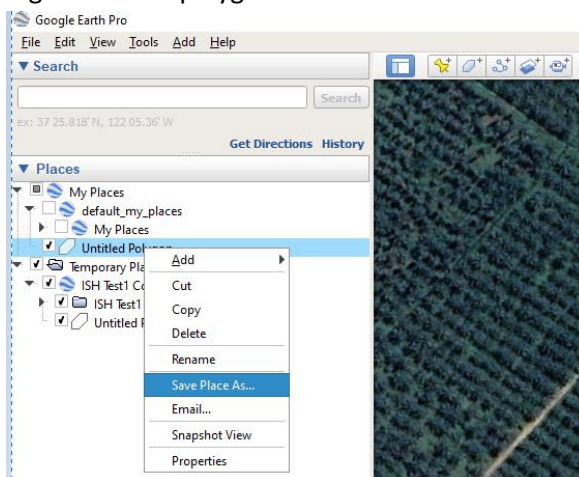 Google Earth Pro
File Edit View Tools Add Help
Search
Search
ex: 37 25.818' N, 122 05.36' W
Get Directions History
Places
My Places
default_my_places
My Places
Untitled Polygon
Temporary Pla
ISH Test1 Co
ISH Test1
Untitled P
Add
Cut
Copy
Delete
Rename
Save Place As...
Email...
Snapshot View
Properties